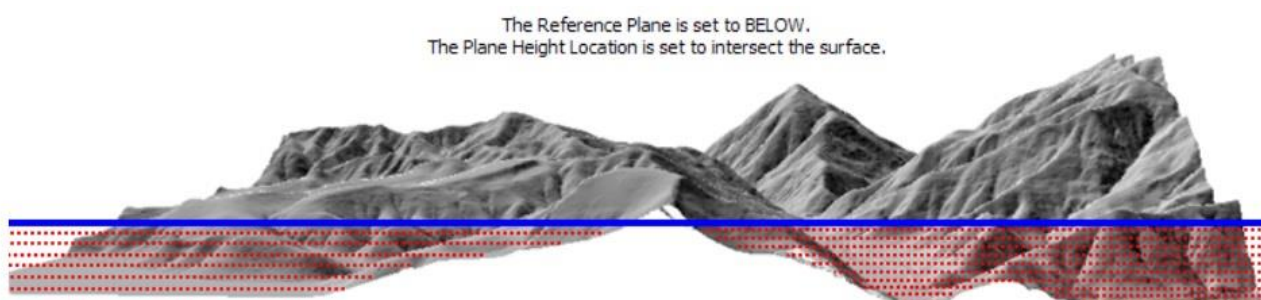 The Reference Plane is set to BELOW.
The Plane Height Location is set to intersect the surface.